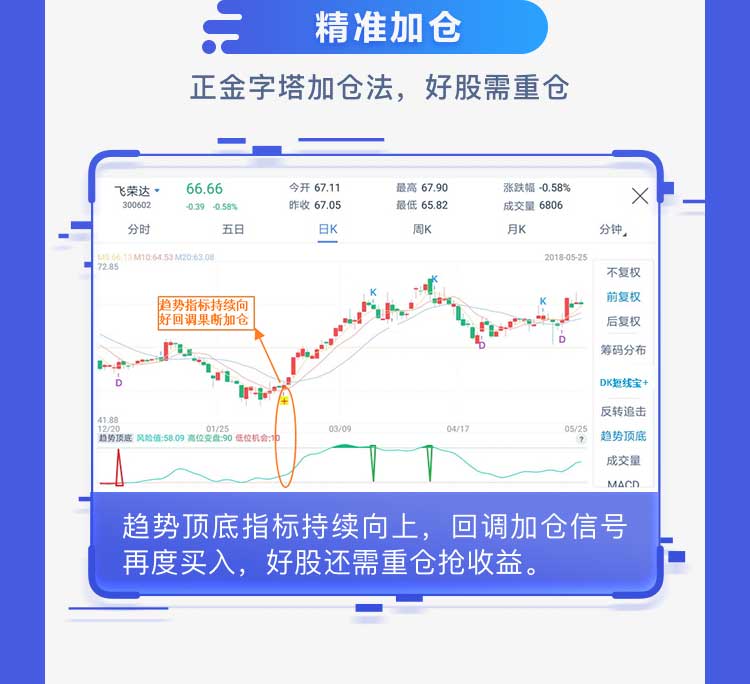 精准加仓
正金字塔加仓法，好股需重仓
飞荣达 66.66 今开 67.11 最高 67.90 涨跌幅 -0.58%
300602 -0.39 -0.58% 昨收 67.05 最低 65.82 成交量 6806
分时 五日 日K 周K 月K 分钟
M5:66.13 M10:64.53 M20:63.08 2018-05-25
72.85
不复权
前复权
后复权
筹码分布
DK短线宝+
反转追击
趋势顶底
成交量
MACD
趋势指标持续向
好回调果断加仓
K
K
K
D
D
D
41.88
12/20 01/25 03/09 04/17 05/25
趋势顶底 风险值:58.09 高位变盘:90 低位机会:10 ?
趋势顶底指标持续向上，回调加仓信号
再度买入，好股还需重仓抢收益。